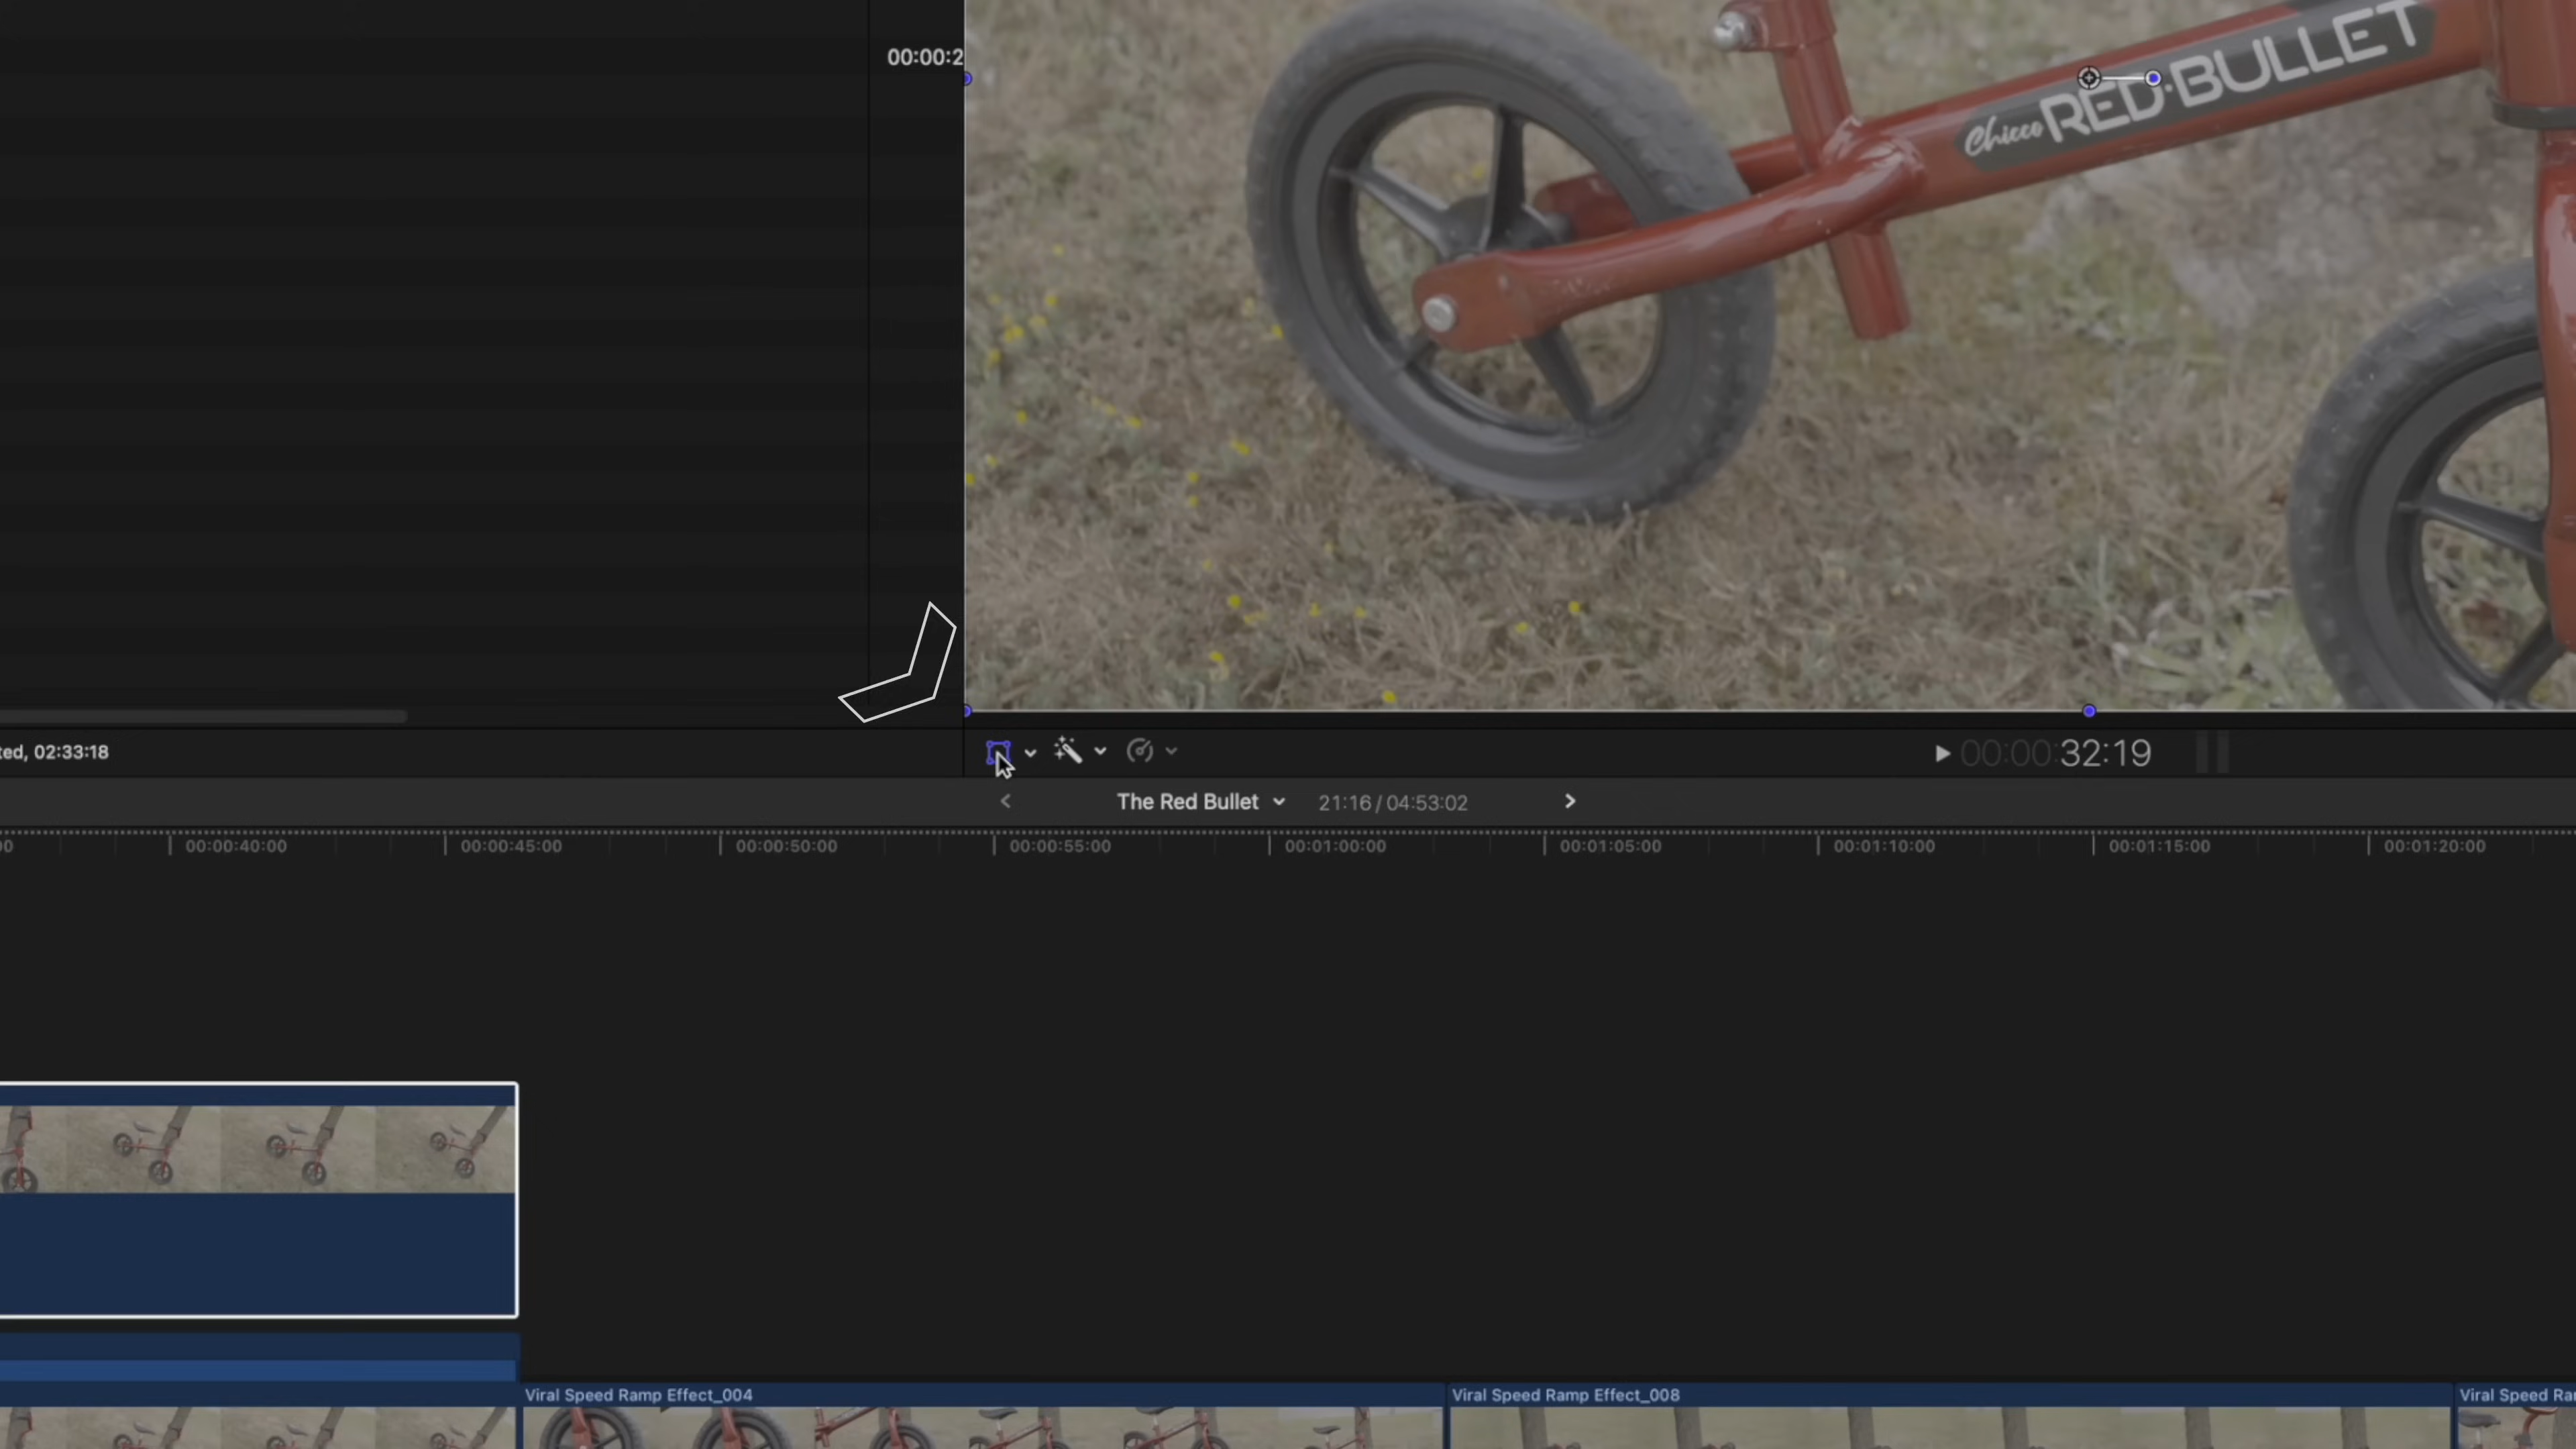 00:00:2
Chicco RED·BULLET
ted, 02:33:18
00:00:32:19
The Red Bullet
21:16 / 04:53:02
00:00:40:00
00:00:45:00
00:00:50:00
00:00:55:00
00:01:00:00
00:01:05:00
00:01:10:00
00:01:15:00
00:01:20:00
Viral Speed Ramp Effect_004
Viral Speed Ramp Effect_008
Viral Speed Ra